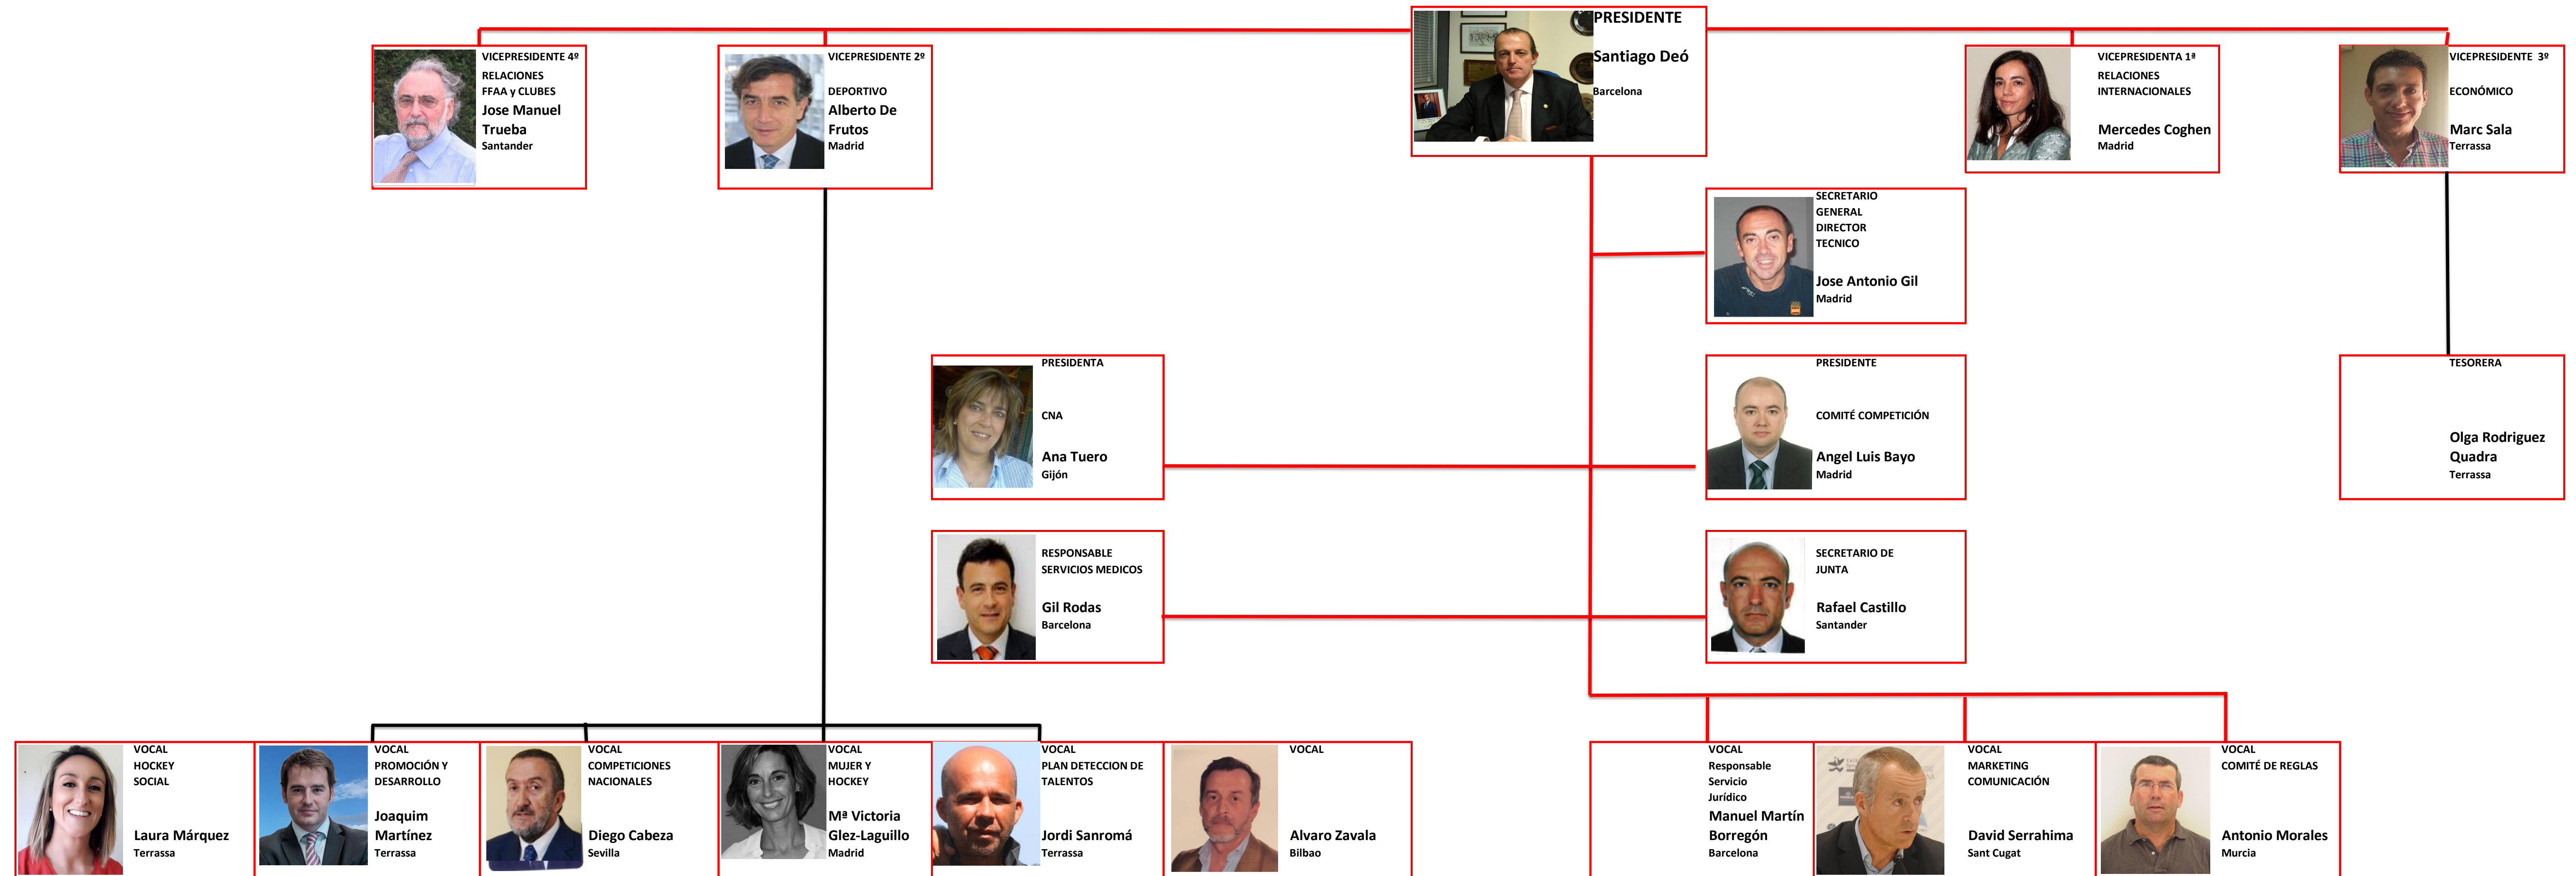 PRESIDENTE
Santiago Deó
Barcelona
VICEPRESIDENTE 4º
RELACIONES
FFAA y CLUBES
Jose Manuel
Trueba
Santander
VICEPRESIDENTE 2º
DEPORTIVO
Alberto De
Frutos
Madrid
VICEPRESIDENTA 1ª
RELACIONES
INTERNACIONALES
Mercedes Coghen
Madrid
VICEPRESIDENTE 3º
ECONÓMICO
Marc Sala
Terrassa
SECRETARIO
GENERAL
DIRECTOR
TECNICO
Jose Antonio Gil
Madrid
PRESIDENTA
CNA
Ana Tuero
Gijón
PRESIDENTE
COMITÉ COMPETICIÓN
Angel Luis Bayo
Madrid
TESORERA
Olga Rodriguez
Quadra
Terrassa
RESPONSABLE
SERVICIOS MEDICOS
Gil Rodas
Barcelona
SECRETARIO DE
JUNTA
Rafael Castillo
Santander
VOCAL
HOCKEY
SOCIAL
Laura Márquez
Terrassa
VOCAL
PROMOCIÓN Y
DESARROLLO
Joaquim
Martínez
Terrassa
VOCAL
COMPETICIONES
NACIONALES
Diego Cabeza
Sevilla
VOCAL
MUJER Y
HOCKEY
Mª Victoria
Glez-Laguillo
Madrid
VOCAL
PLAN DETECCION DE
TALENTOS
Jordi Sanromá
Terrassa
VOCAL
Alvaro Zavala
Bilbao
VOCAL
Responsable
Servicio
Jurídico
Manuel Martín
Borregón
Barcelona
VOCAL
MARKETING
COMUNICACIÓN
David Serrahima
Sant Cugat
VOCAL
COMITÉ DE REGLAS
Antonio Morales
Murcia